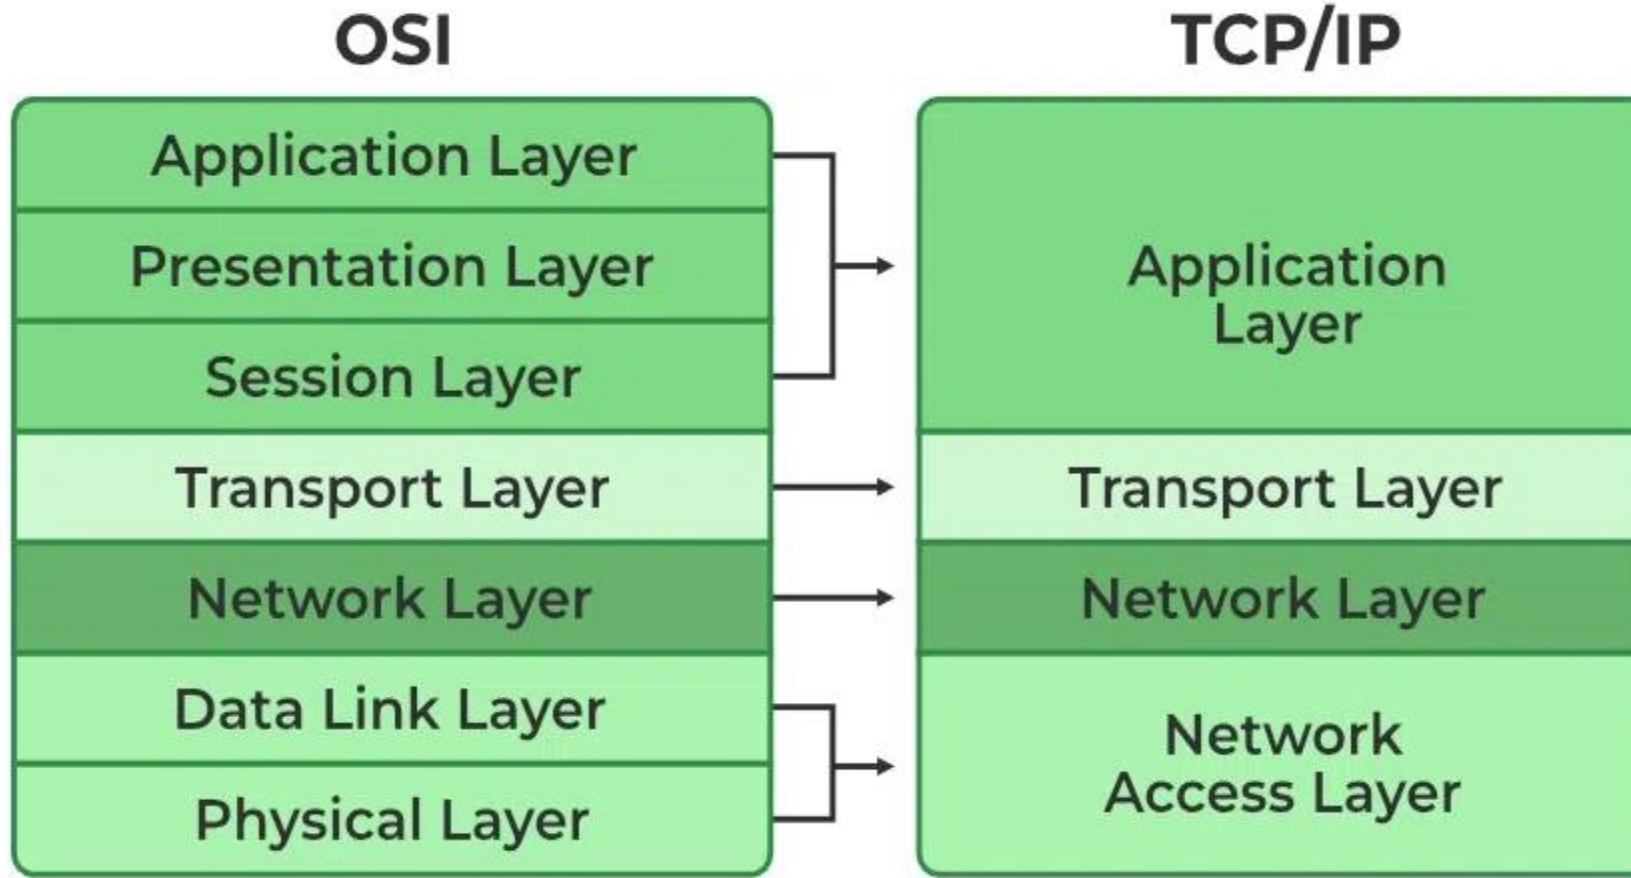 OSI
Application Layer
Presentation Layer
Session Layer
Transport Layer
Network Layer
Data Link Layer
Physical Layer
TCP/IP
Application
Layer
Transport Layer
Network Layer
Network
Access Layer